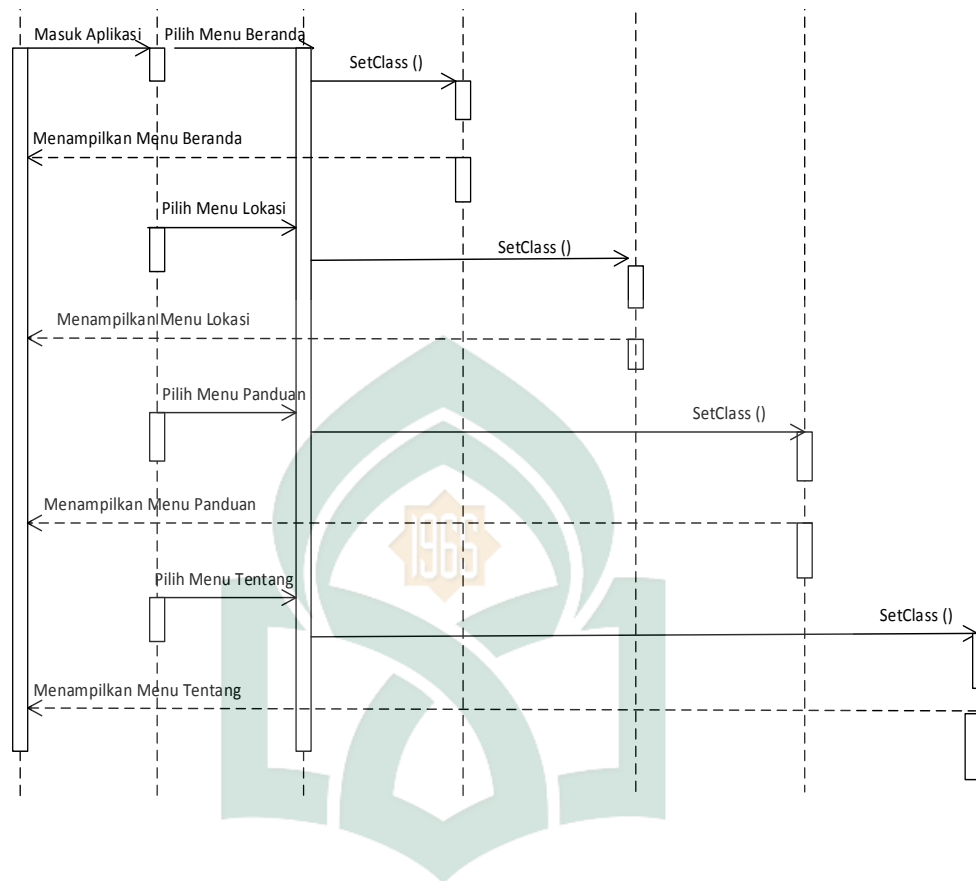 Masuk Aplikasi
Pilih Menu Beranda
SetClass ()
Menampilkan Menu Beranda
Pilih Menu Lokasi
SetClass ()
Menampilkan Menu Lokasi
Pilih Menu Panduan
SetClass ()
Menampilkan Menu Panduan
1965
Pilih Menu Tentang
SetClass ()
Menampilkan Menu Tentang